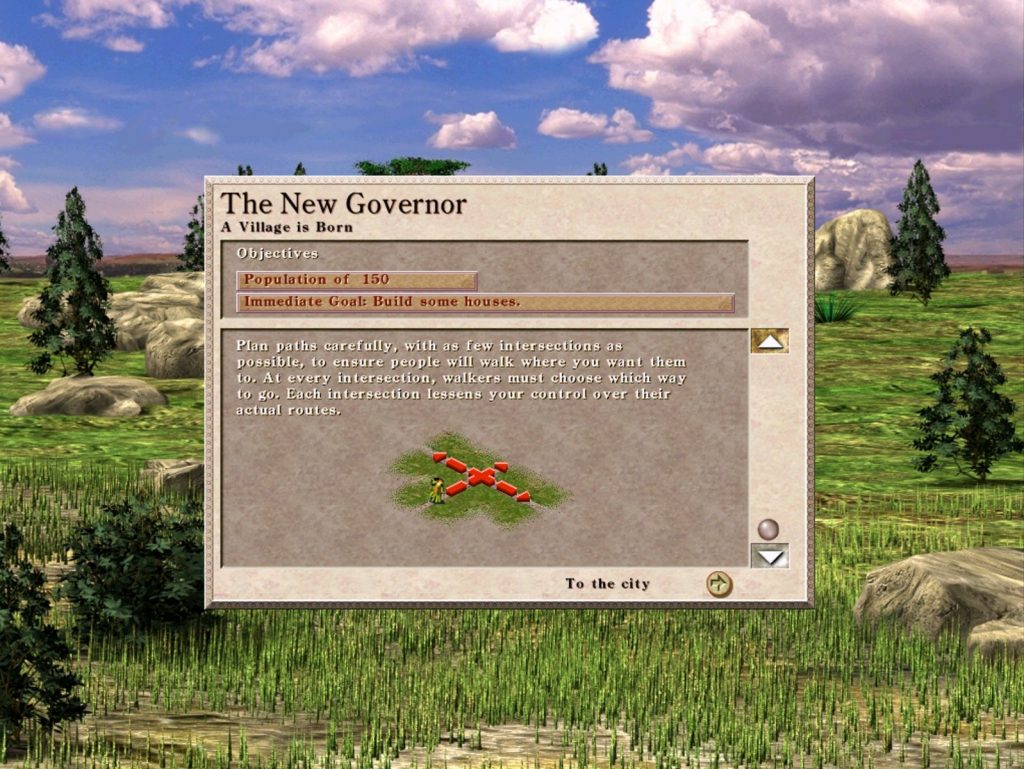 The New Governor
A Village is Born
Objectives
Population of 150
Immediate Goal: Build some houses.
Plan paths carefully, with as few intersections as
possible, to ensure people will walk where you want them
to. At every intersection, walkers must choose which way
to go. Each intersection lessens your control over their
actual routes.
To the city